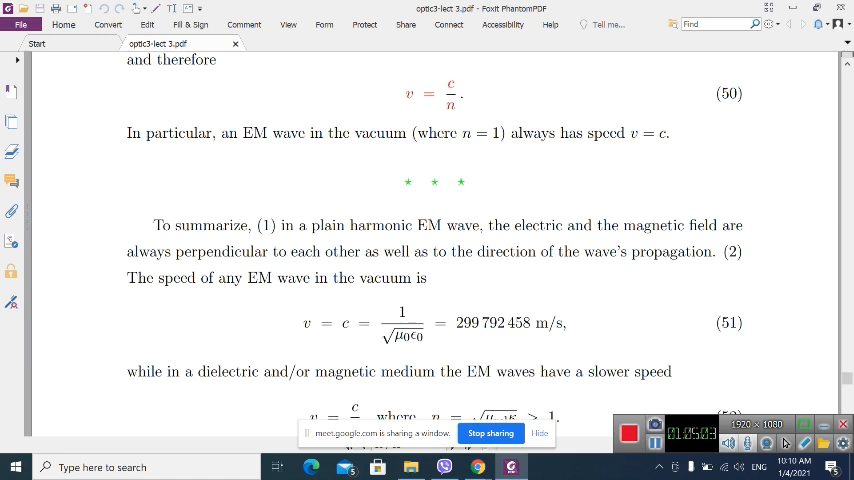 optic3-lect 3.pdf - Foxit PhantomPDF
File Home Convert Fill & Sign Comment View Form Protect Share Connect Accessibility Help Tell me... Find
Start optic3-lect 3.pdf
and therefore
v = c/n . (50)
In particular, an EM wave in the vacuum (where n = 1) always has speed v = c.
⋆ ⋆ ⋆
To summarize, (1) in a plain harmonic EM wave, the electric and the magnetic field are
always perpendicular to each other as well as to the direction of the wave's propagation. (2)
The speed of any EM wave in the vacuum is
v = c = 1/√μ0ϵ0 = 299 792 458 m/s, (51)
while in a dielectric and/or magnetic medium the EM waves have a slower speed
v = c where n = > 1.
meet.google.com is sharing a window. Stop sharing Hide
1920 × 1080
01:05:03
Type here to search
5
ENG
10:10 AM
1/4/2021
5